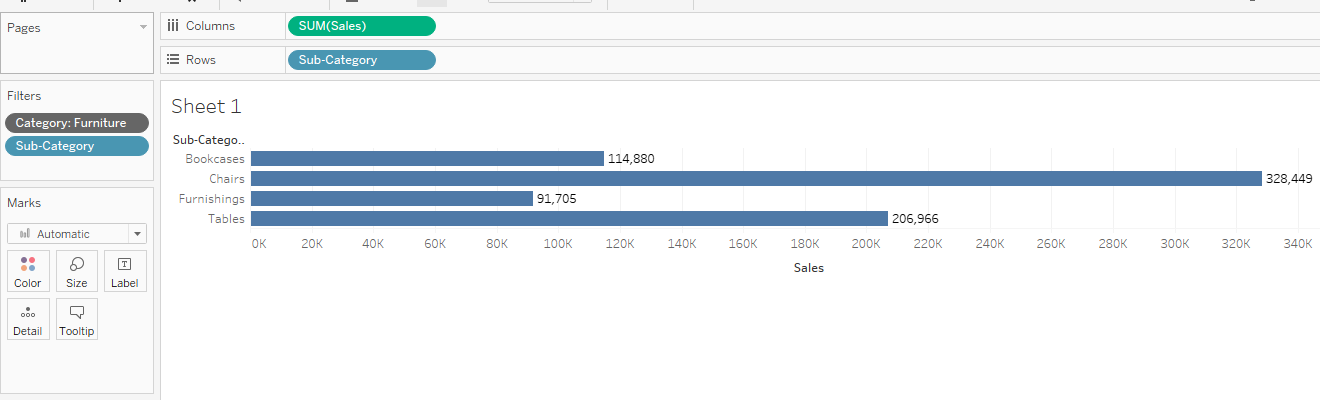 Pages
Columns
SUM(Sales)
Rows
Sub-Category
Filters
Category: Furniture
Sub-Category
Marks
Automatic
Color
Size
Label
Detail
Tooltip
Sheet 1
Sub-Catego..
Bookcases
114,880
Chairs
328,449
Furnishings
91,705
Tables
206,966
0K 20K 40K 60K 80K 100K 120K 140K 160K 180K 200K 220K 240K 260K 280K 300K 320K 340K
Sales